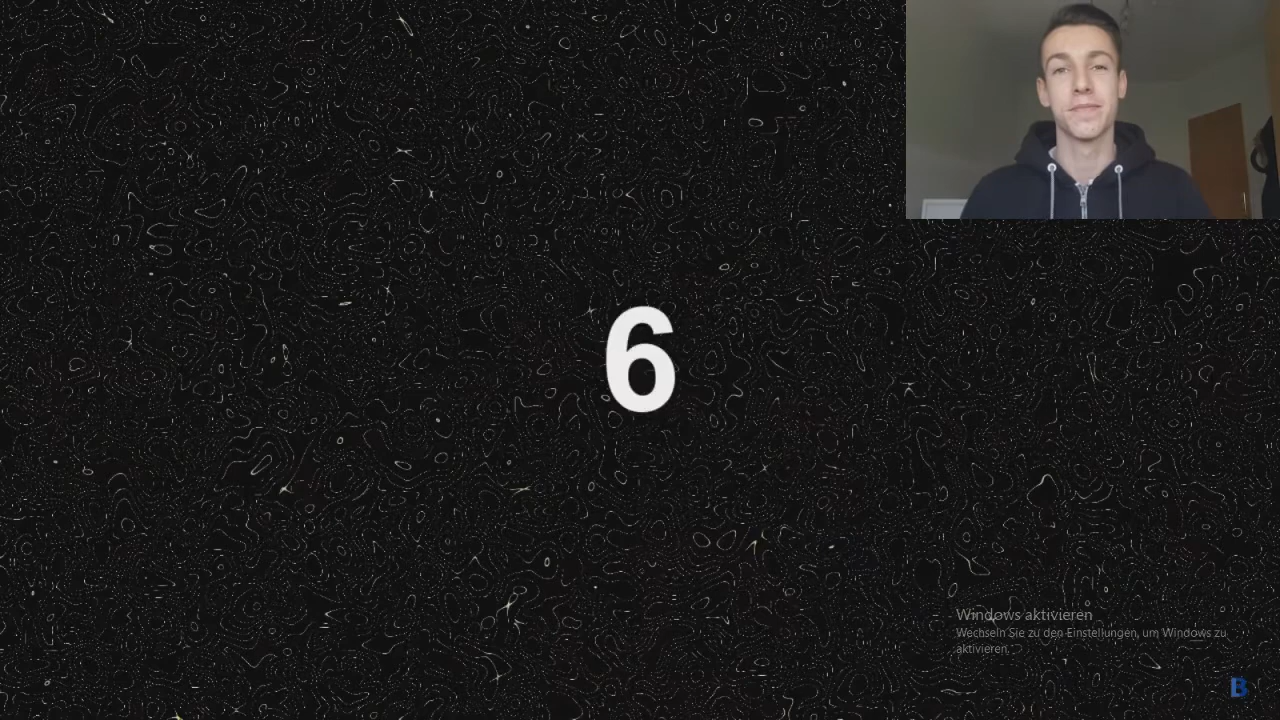 6
Windows aktivieren
Wechseln Sie zu den Einstellungen, um Windows zu
aktivieren.
B